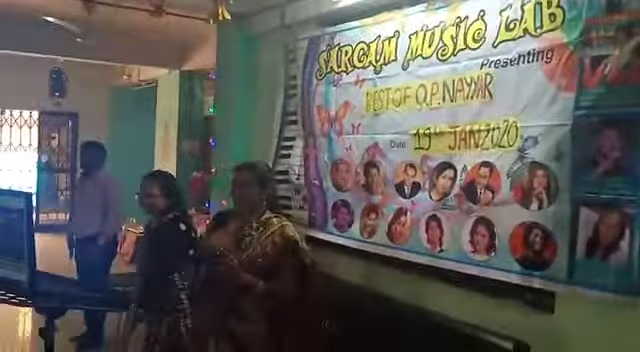 SARGAM MUSIC LAB
Presenting
BEST OF O.P. NAYYAR
Date 19th JAN 2020